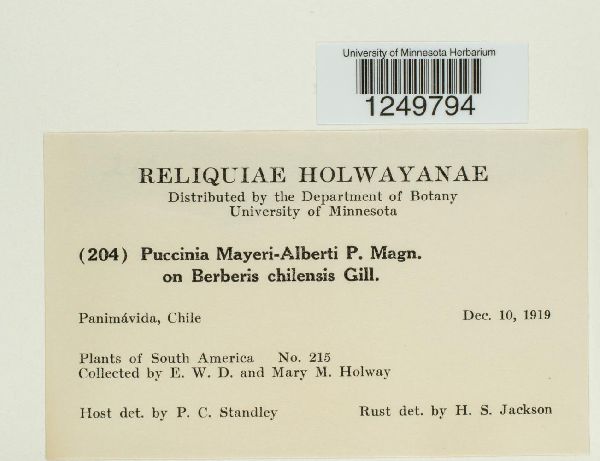 University of Minnesota Herbarium
1249794
RELIQUIAE HOLWAYANAE
Distributed by the Department of Botany
University of Minnesota
(204) Puccinia Mayeri-Alberti P. Magn.
on Berberis chilensis Gill.
Panimávida, Chile Dec. 10, 1919
Plants of South America No. 215
Collected by E. W. D. and Mary M. Holway
Host det. by P. C. Standley Rust det. by H. S. Jackson